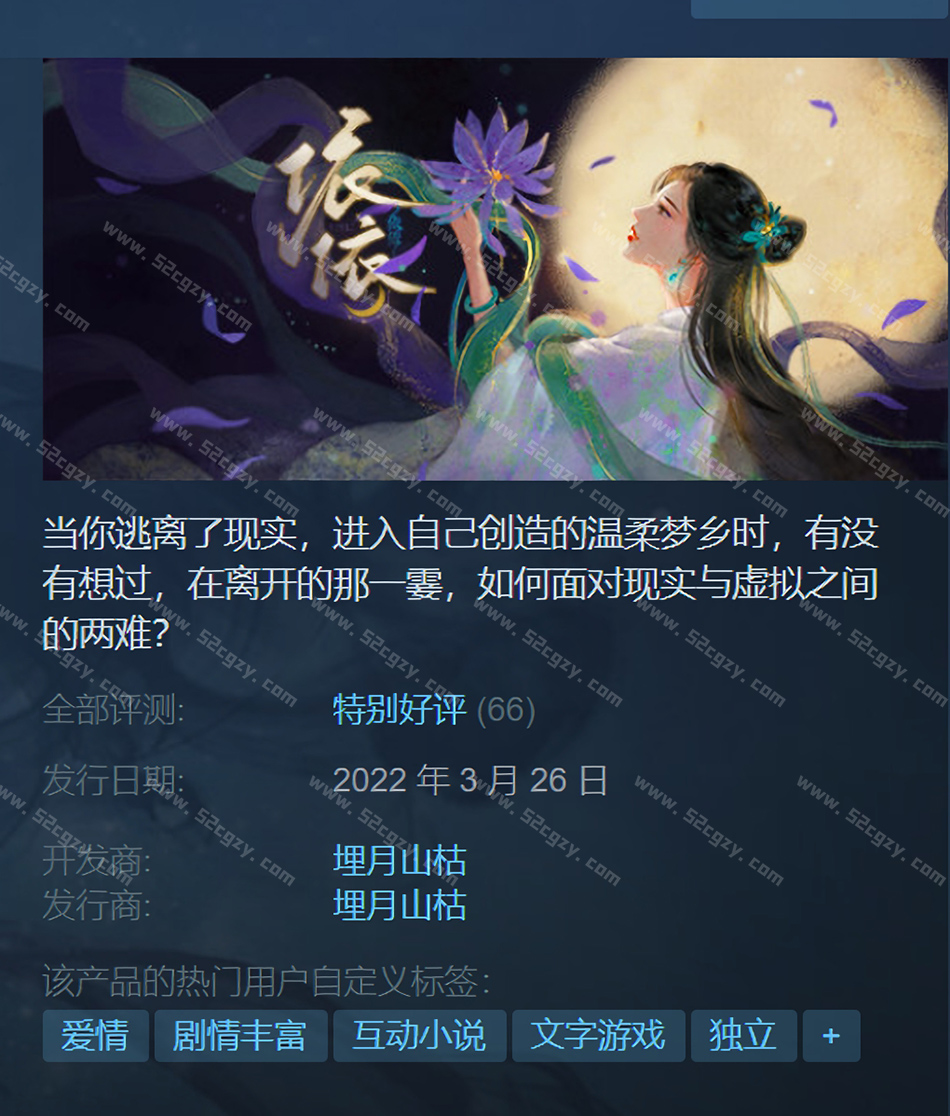 依依
当你逃离了现实，进入自己创造的温柔梦乡时，有没
有想过，在离开的那一霎，如何面对现实与虚拟之间
的两难？
全部评测: 特别好评 (66)
发行日期: 2022 年 3 月 26 日
开发商: 埋月山枯
发行商: 埋月山枯
该产品的热门用户自定义标签：
爱情 剧情丰富 互动小说 文字游戏 独立 +
www.52cgzy.com